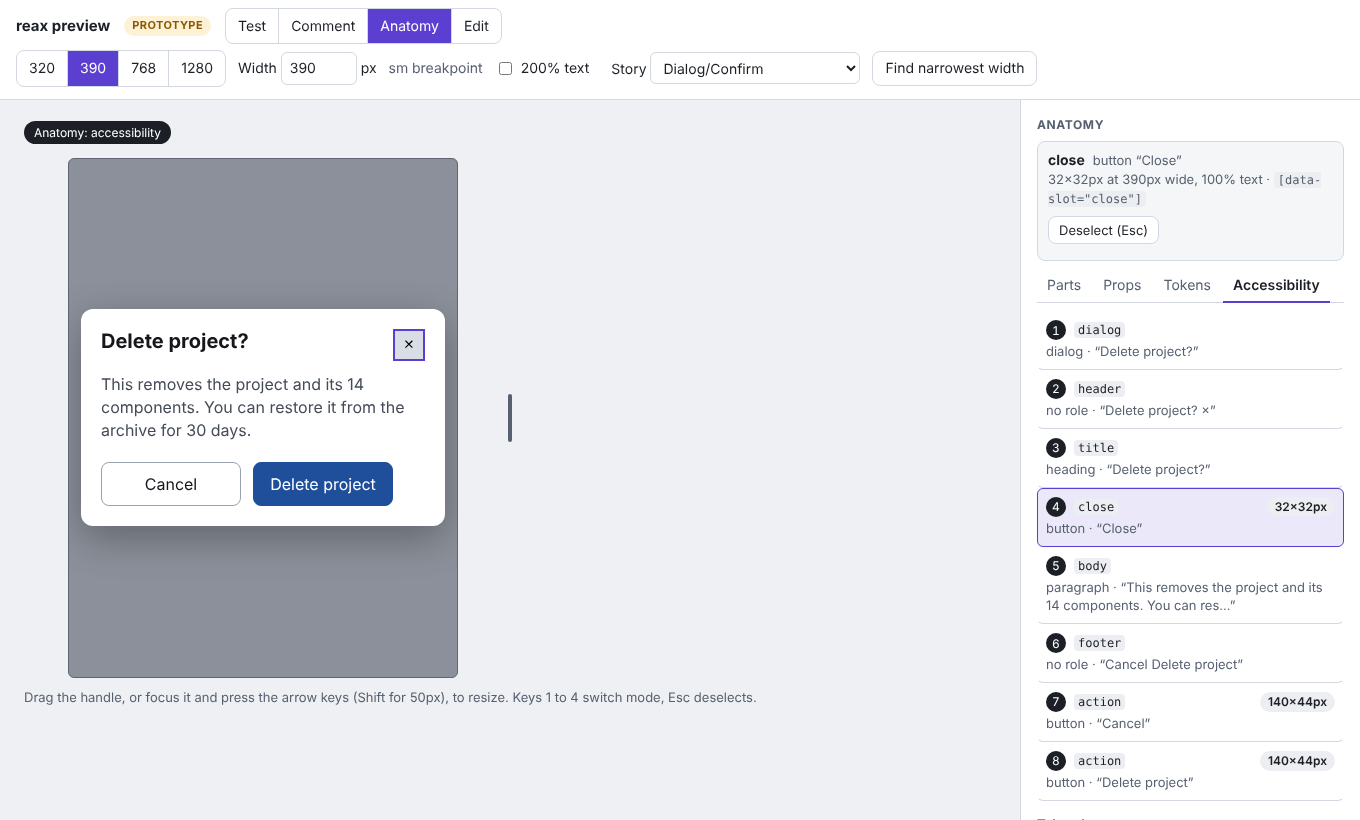 reax preview PROTOTYPE Test Comment Anatomy Edit
320 390 768 1280 Width 390 px sm breakpoint 200% text Story Dialog/Confirm Find narrowest width
Anatomy: accessibility
Delete project?
×
This removes the project and its 14
components. You can restore it from the
archive for 30 days.
Cancel Delete project
Drag the handle, or focus it and press the arrow keys (Shift for 50px), to resize. Keys 1 to 4 switch mode, Esc deselects.
ANATOMY
close button “Close”
32×32px at 390px wide, 100% text · [data-
slot="close"]
Deselect (Esc)
Parts Props Tokens Accessibility
1 dialog
dialog · “Delete project?”
2 header
no role · “Delete project? ×”
3 title
heading · “Delete project?”
4 close 32×32px
button · “Close”
5 body
paragraph · “This removes the project and its
14 components. You can res…”
6 footer
no role · “Cancel Delete project”
7 action 140×44px
button · “Cancel”
8 action 140×44px
button · “Delete project”